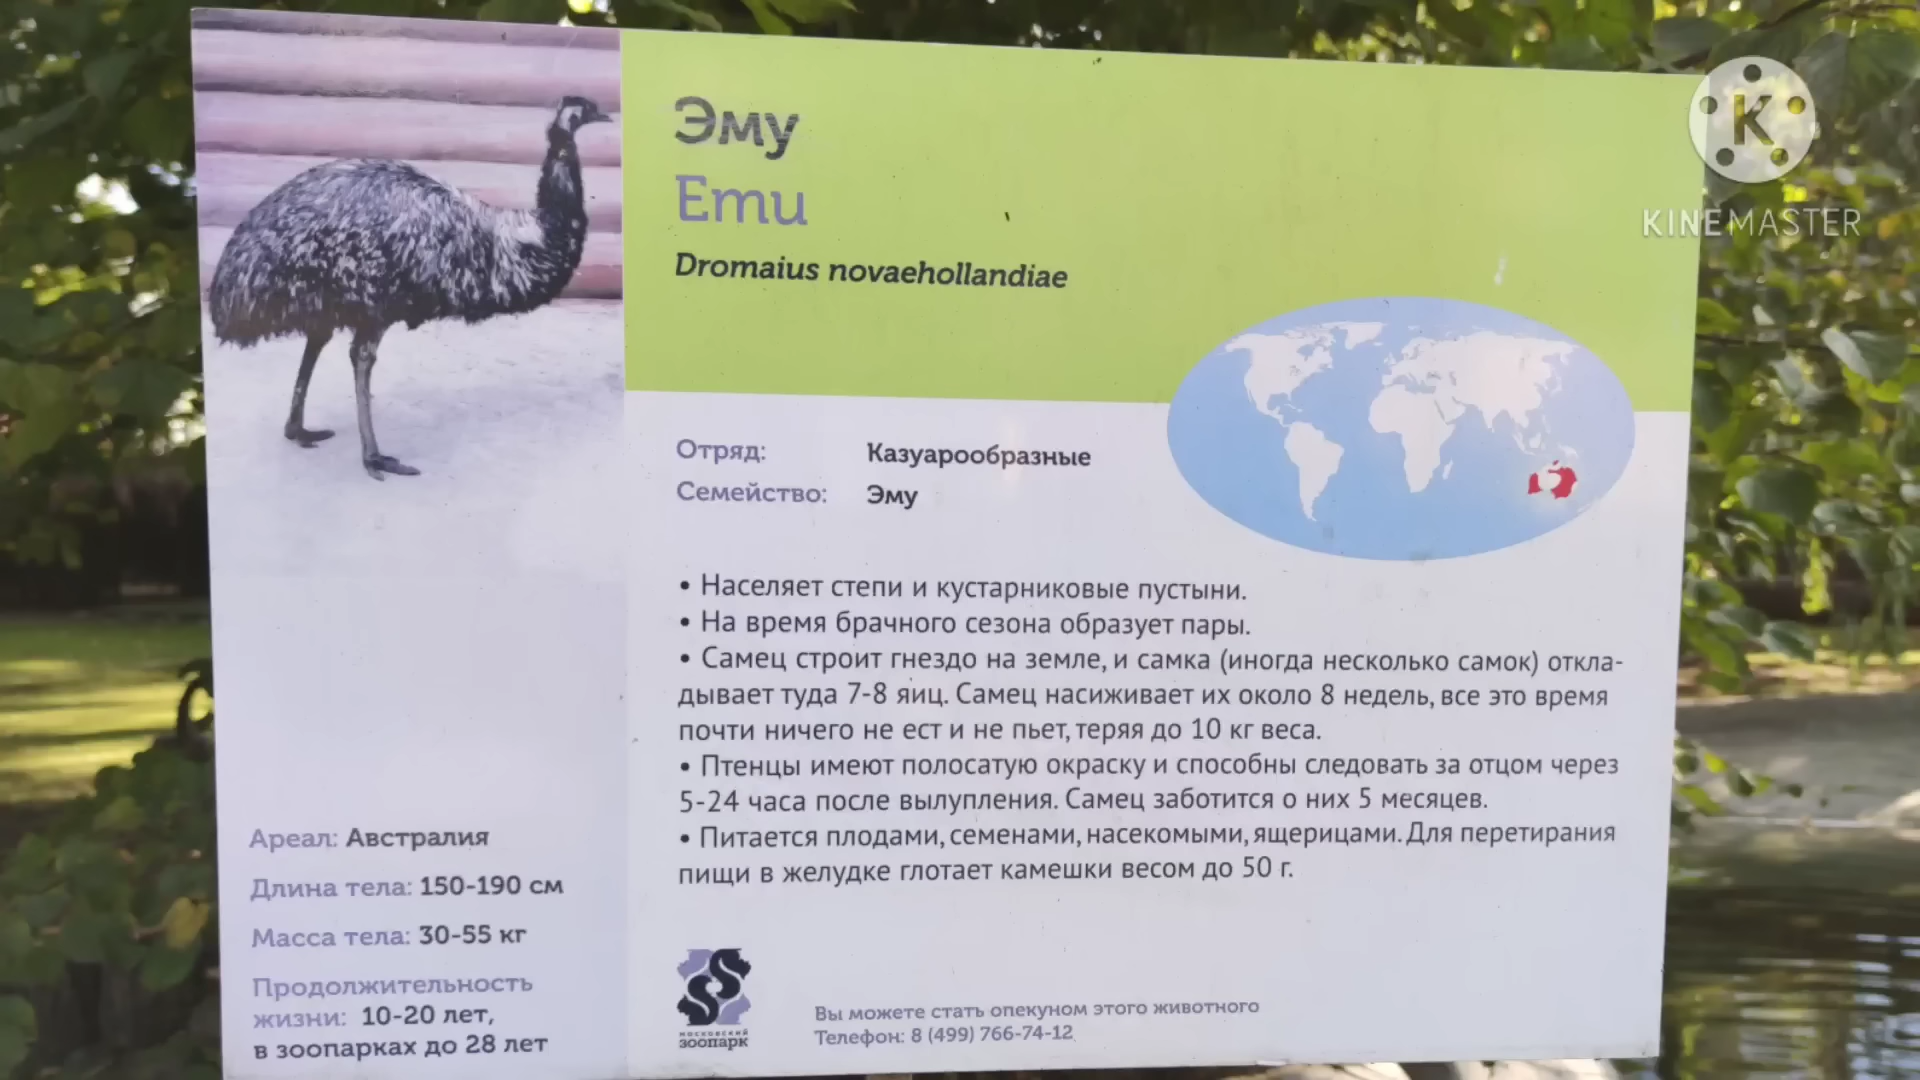 Эму
Emu
Dromaius novaehollandiae
KINEMASTER
Отряд: Казуарообразные
Семейство: Эму
• Населяет степи и кустарниковые пустыни.
• На время брачного сезона образует пары.
• Самец строит гнездо на земле, и самка (иногда несколько самок) откла-
дывает туда 7-8 яиц. Самец насиживает их около 8 недель, все это время
почти ничего не ест и не пьет, теряя до 10 кг веса.
• Птенцы имеют полосатую окраску и способны следовать за отцом через
5-24 часа после вылупления. Самец заботится о них 5 месяцев.
• Питается плодами, семенами, насекомыми, ящерицами. Для перетирания
пищи в желудке глотает камешки весом до 50 г.
Ареал: Австралия
Длина тела: 150-190 см
Масса тела: 30-55 кг
Продолжительность
жизни: 10-20 лет,
в зоопарках до 28 лет
московский
зоопарк
Вы можете стать опекуном этого животного
Телефон: 8 (499) 766-74-12
K